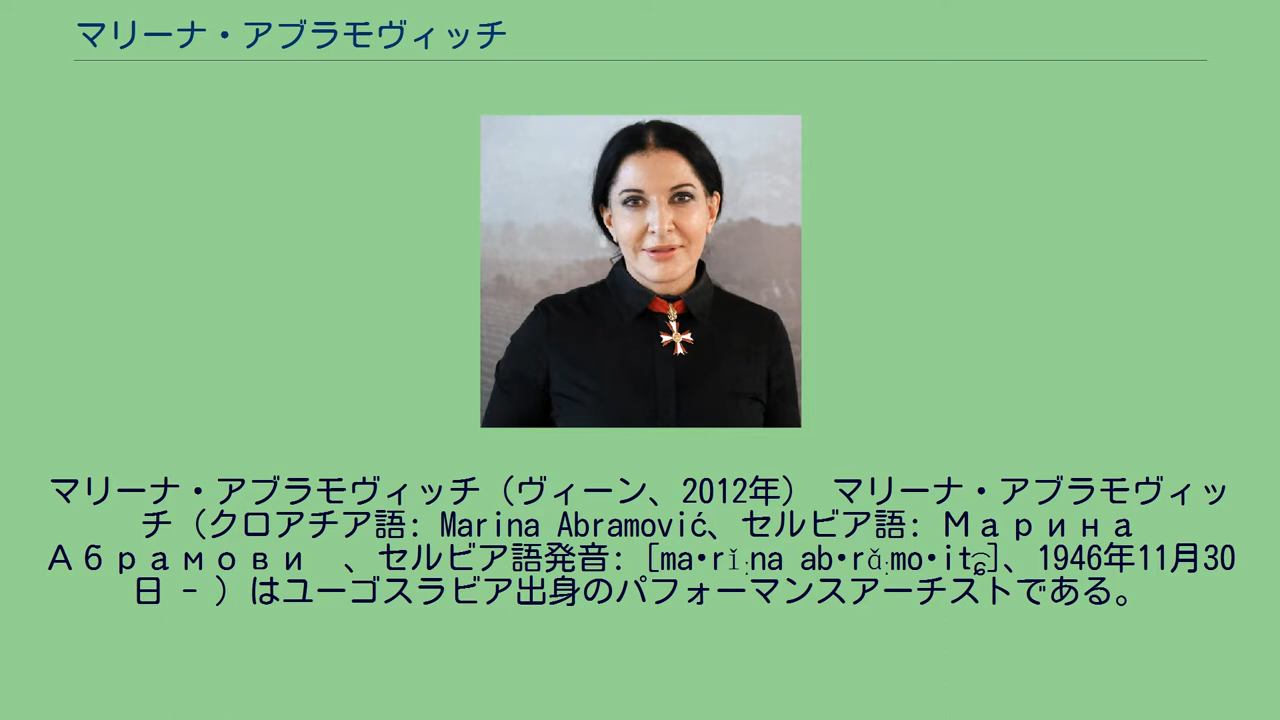 マリーナ・アブラモヴィッチ
マリーナ・アブラモヴィッチ（ヴィーン、2012年） マリーナ・アブラモヴィッ
チ（クロアチア語: Marina Abramović、セルビア語: Марина
Абрамови 、セルビア語発音: [ma•rǐːna ab•rǎːmo•it͡ɕ]、1946年11月30
日 - ）はユーゴスラビア出身のパフォーマンスアーチストである。